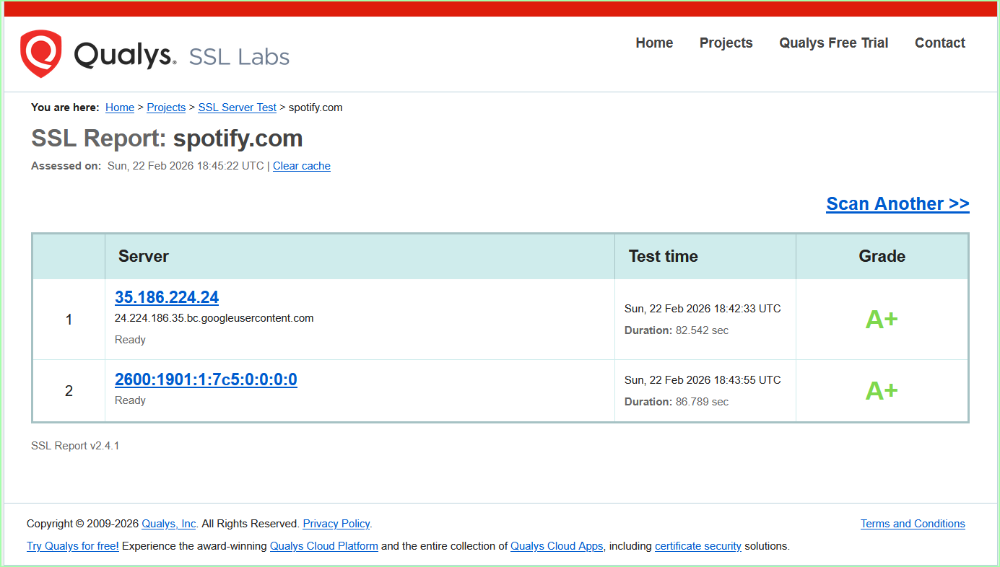 Qualys. SSL Labs
Home Projects Qualys Free Trial Contact
You are here: Home > Projects > SSL Server Test > spotify.com
SSL Report: spotify.com
Assessed on: Sun, 22 Feb 2026 18:45:22 UTC | Clear cache
Scan Another >>
Server Test time Grade
1
35.186.224.24
24.224.186.35.bc.googleusercontent.com
Ready
Sun, 22 Feb 2026 18:42:33 UTC
Duration: 82.542 sec
A+
2
2600:1901:1:7c5:0:0:0:0
Ready
Sun, 22 Feb 2026 18:43:55 UTC
Duration: 86.789 sec
A+
SSL Report v2.4.1
Copyright © 2009-2026 Qualys, Inc. All Rights Reserved. Privacy Policy. Terms and Conditions
Try Qualys for free! Experience the award-winning Qualys Cloud Platform and the entire collection of Qualys Cloud Apps, including certificate security solutions.